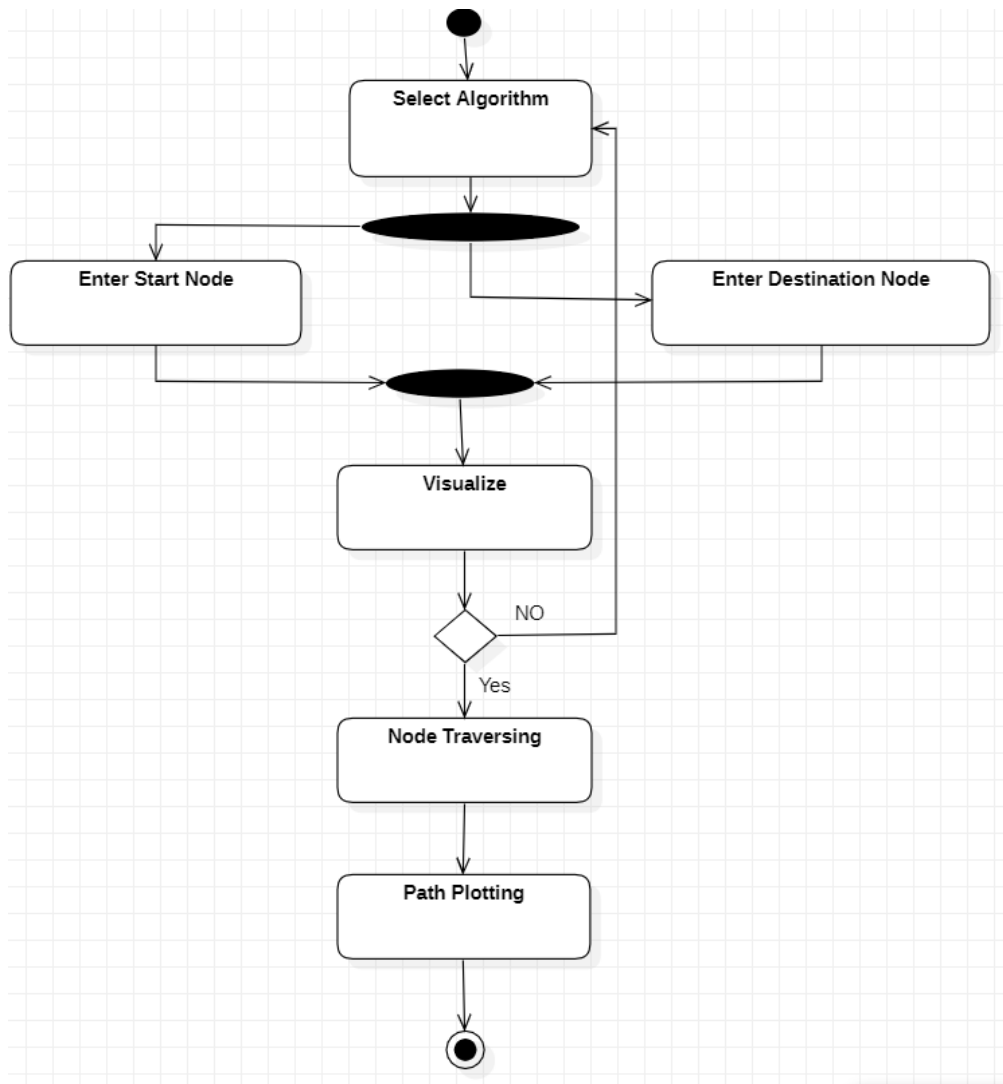 Select Algorithm
Enter Start Node
Enter Destination Node
Visualize
NO
Yes
Node Traversing
Path Plotting